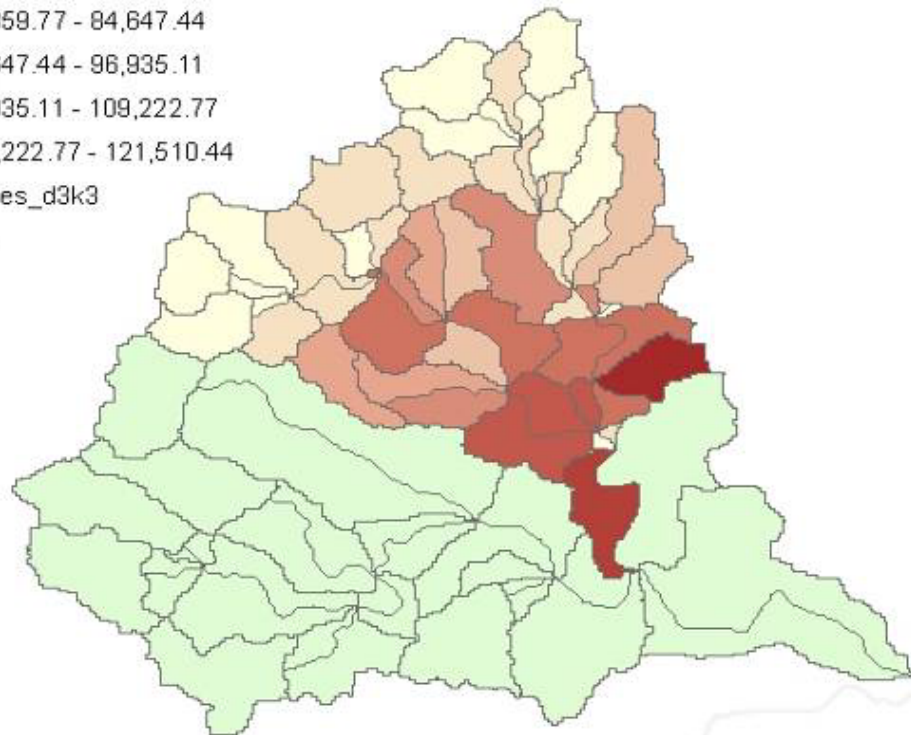 59.77 - 84,647.44
47.44 - 96,935.11
35.11 - 109,222.77
,222.77 - 121,510.44
es_d3k3